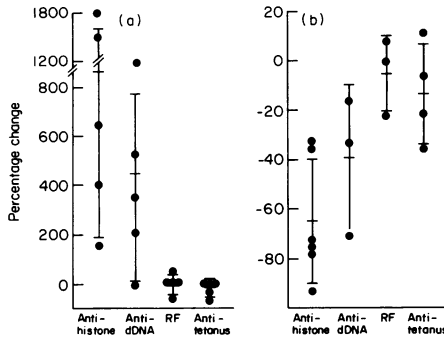 (a)
Percentage change
1800
1400
800
600
400
200
0
Anti-histone
Anti-dDNA
RF
Anti-tetanus
(b)
20
0
-20
-40
-60
-80
Anti-histone
Anti-dDNA
RF
Anti-tetanus